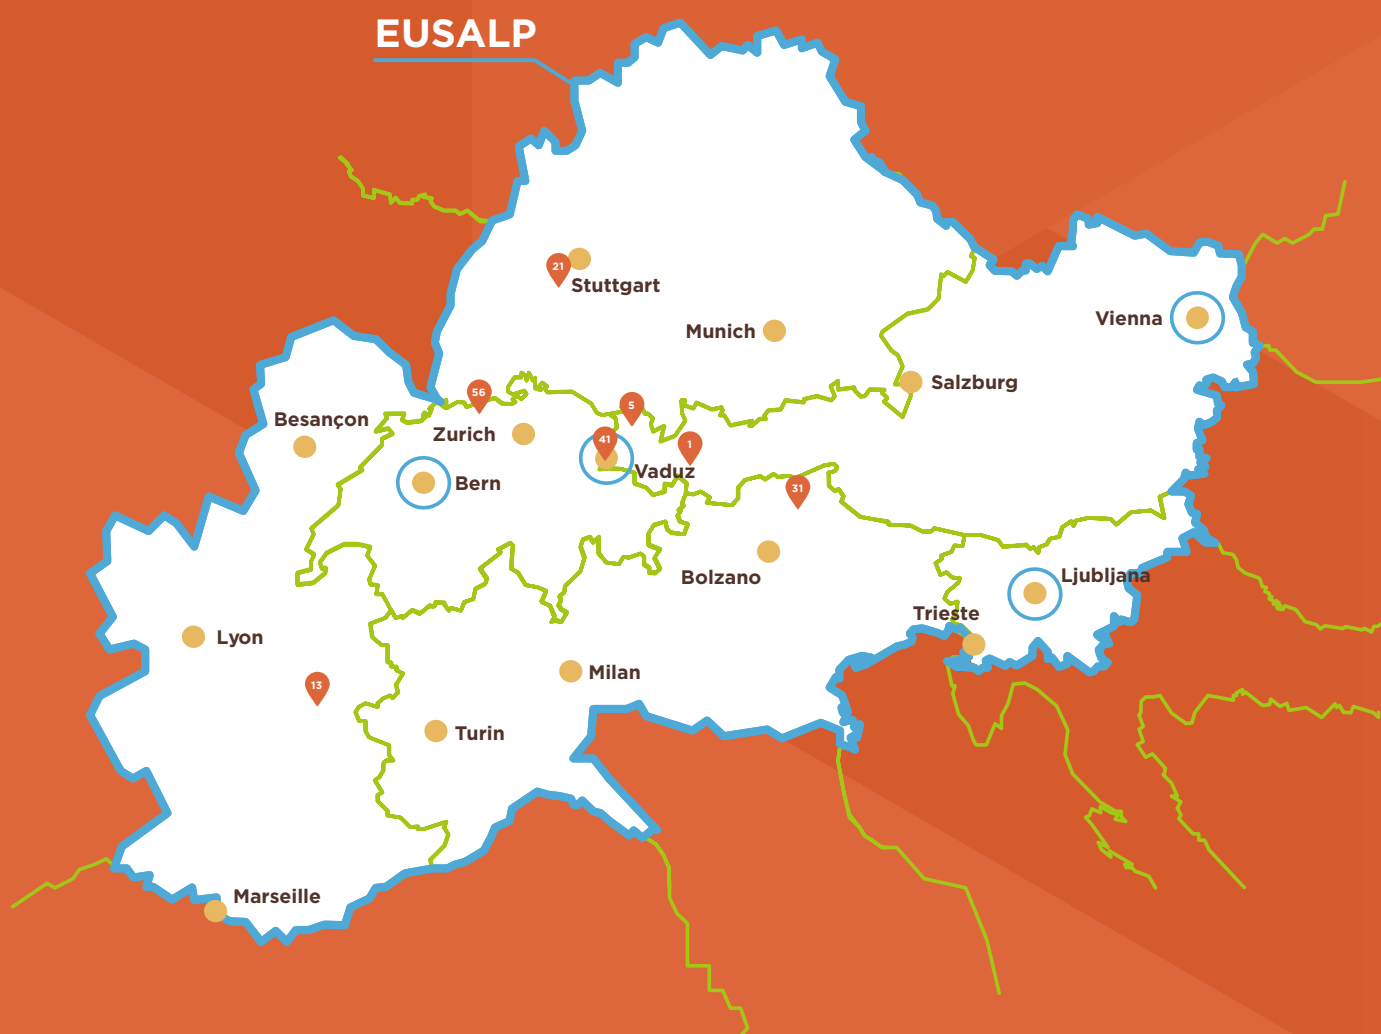 EUSALP
21
Stuttgart
Vienna
Munich
Salzburg
56
5
Besançon
Zurich
41
1
Vaduz
Bern
31
Bolzano
Ljubljana
Trieste
Lyon
Milan
13
Turin
Marseille